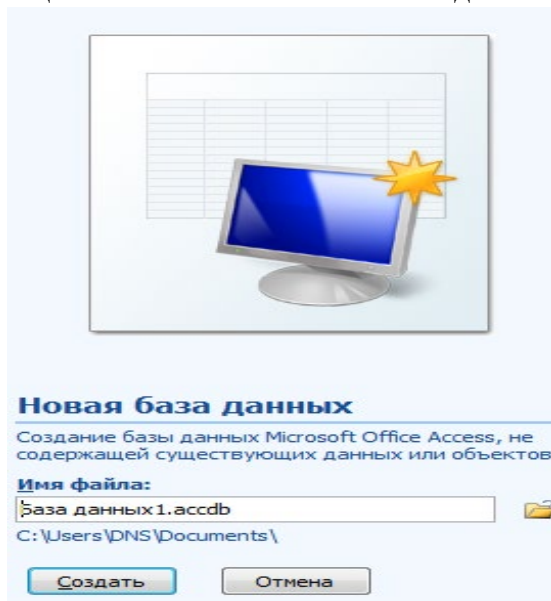 Новая база данных
Создание базы данных Microsoft Office Access, не
содержащей существующих данных или объектов
Имя файла:
База данных1.accdb
C:\Users\DNS\Documents\
Создать
Отмена